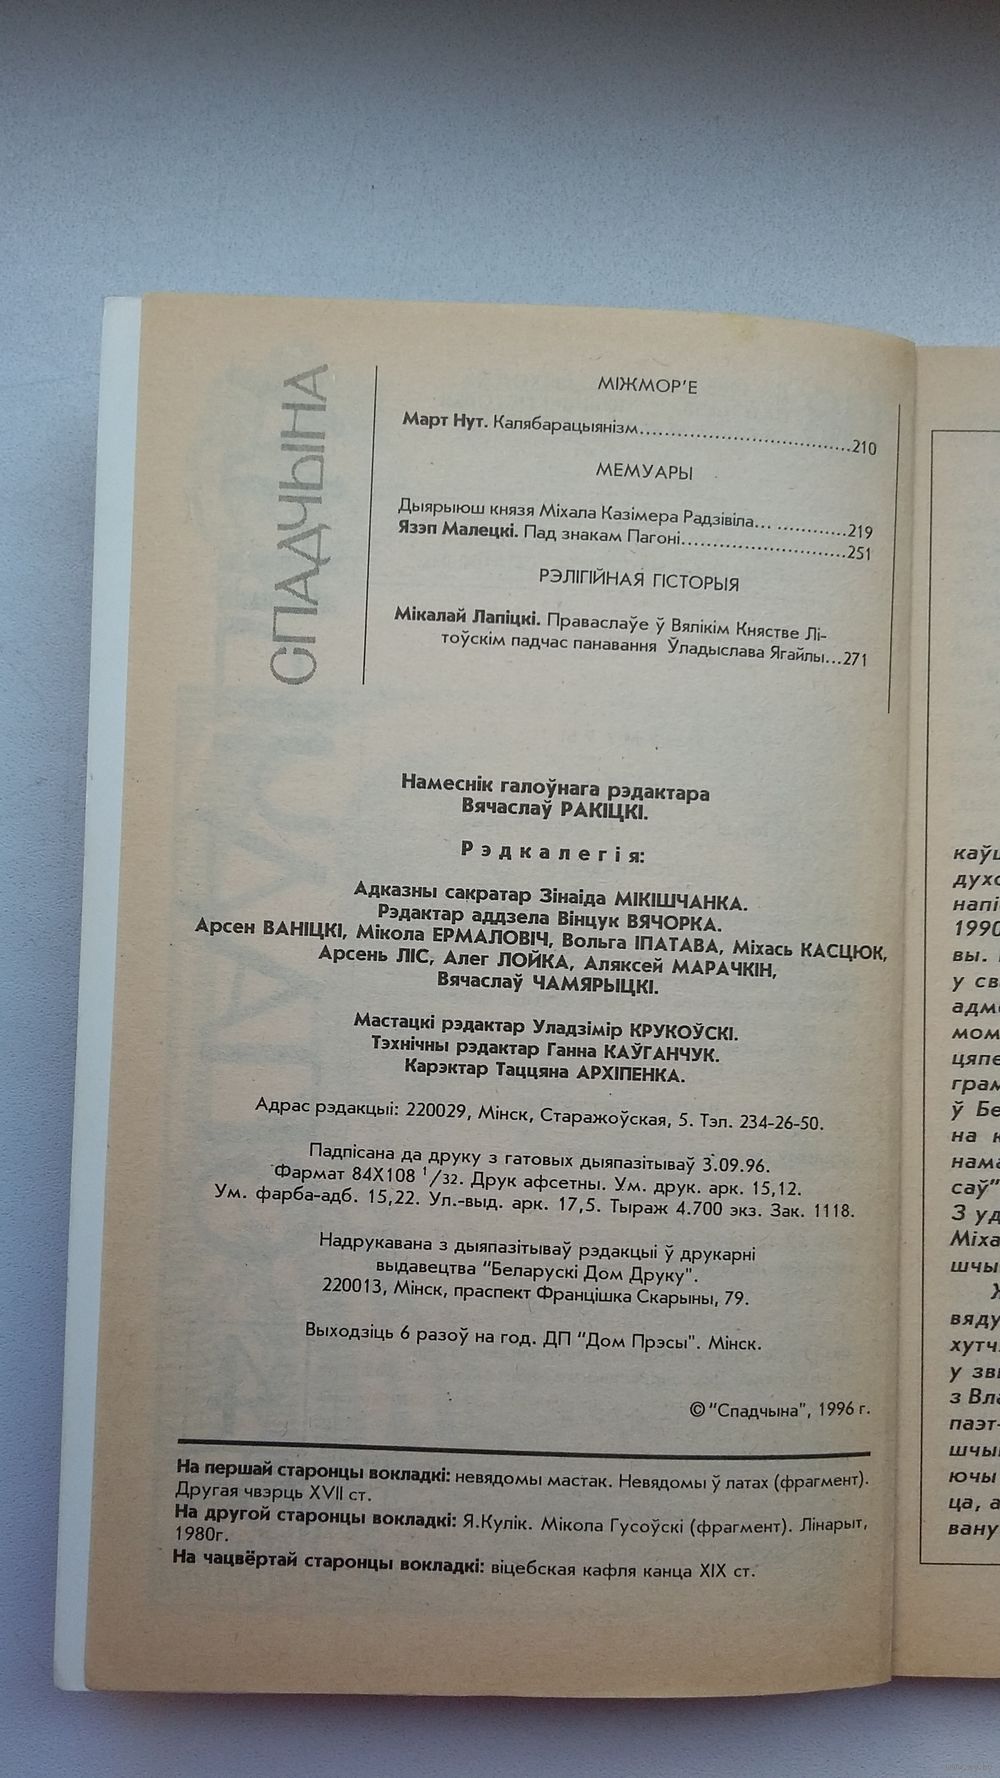 СПАДЧЫНА
МІЖМОР'Е
Март Нут. Калябарацыянізм......................................210
МЕМУАРЫ
Дыярыюш князя Міхала Казімера Радзівіла... ............219
Язэп Малецкі. Пад знакам Пагоні..............................251
РЭЛІГІЙНАЯ ГІСТОРЫЯ
Мікалай Лапіцкі. Праваслаўе ў Вялікім Княстве Лі-
тоўскім падчас панавання Ўладыслава Ягайлы...271
Намеснік галоўнага рэдактара
Вячаслаў РАКІЦКІ.
Рэдкалегія:
Адказны сакратар Зінаіда МІКІШЧАНКА.
Рэдактар аддзела Вінцук ВЯЧОРКА.
Арсен ВАНІЦКІ, Мікола ЕРМАЛОВІЧ, Вольга ІПАТАВА, Міхась КАСЦЮК,
Арсень ЛІС, Алег ЛОЙКА, Аляксей МАРАЧКІН,
Вячаслаў ЧАМЯРЫЦКІ.
Мастацкі рэдактар Уладзімір КРУКОЎСКІ.
Тэхнічны рэдактар Ганна КАЎГАНЧУК.
Карэктар Таццяна АРХІПЕНКА.
Адрас рэдакцыі: 220029, Мінск, Старажоўская, 5. Тэл. 234-26-50.
Падпісана да друку з гатовых дыяпазітываў 3.09.96.
Фармат 84X108 1/32. Друк афсетны. Ум. друк. арк. 15,12.
Ум. фарба-адб. 15,22. Ул.-выд. арк. 17,5. Тыраж 4.700 экз. Зак. 1118.
Надрукавана з дыяпазітываў рэдакцыі ў друкарні
выдавецтва "Беларускі Дом Друку".
220013, Мінск, праспект Францішка Скарыны, 79.
Выходзіць 6 разоў на год. ДП "Дом Прэсы". Мінск.
© "Спадчына", 1996 г.
На першай старонцы вокладкі: невядомы мастак. Невядомы ў латах (фрагмент).
Другая чвэрць XVII ст.
На другой старонцы вокладкі: Я.Кулік. Мікола Гусоўскі (фрагмент). Лінарыт,
1980г.
На чацвёртай старонцы вокладкі: віцебская кафля канца XIX ст.
1990
вы.
у
ў
на
саў"
З
з
ца,